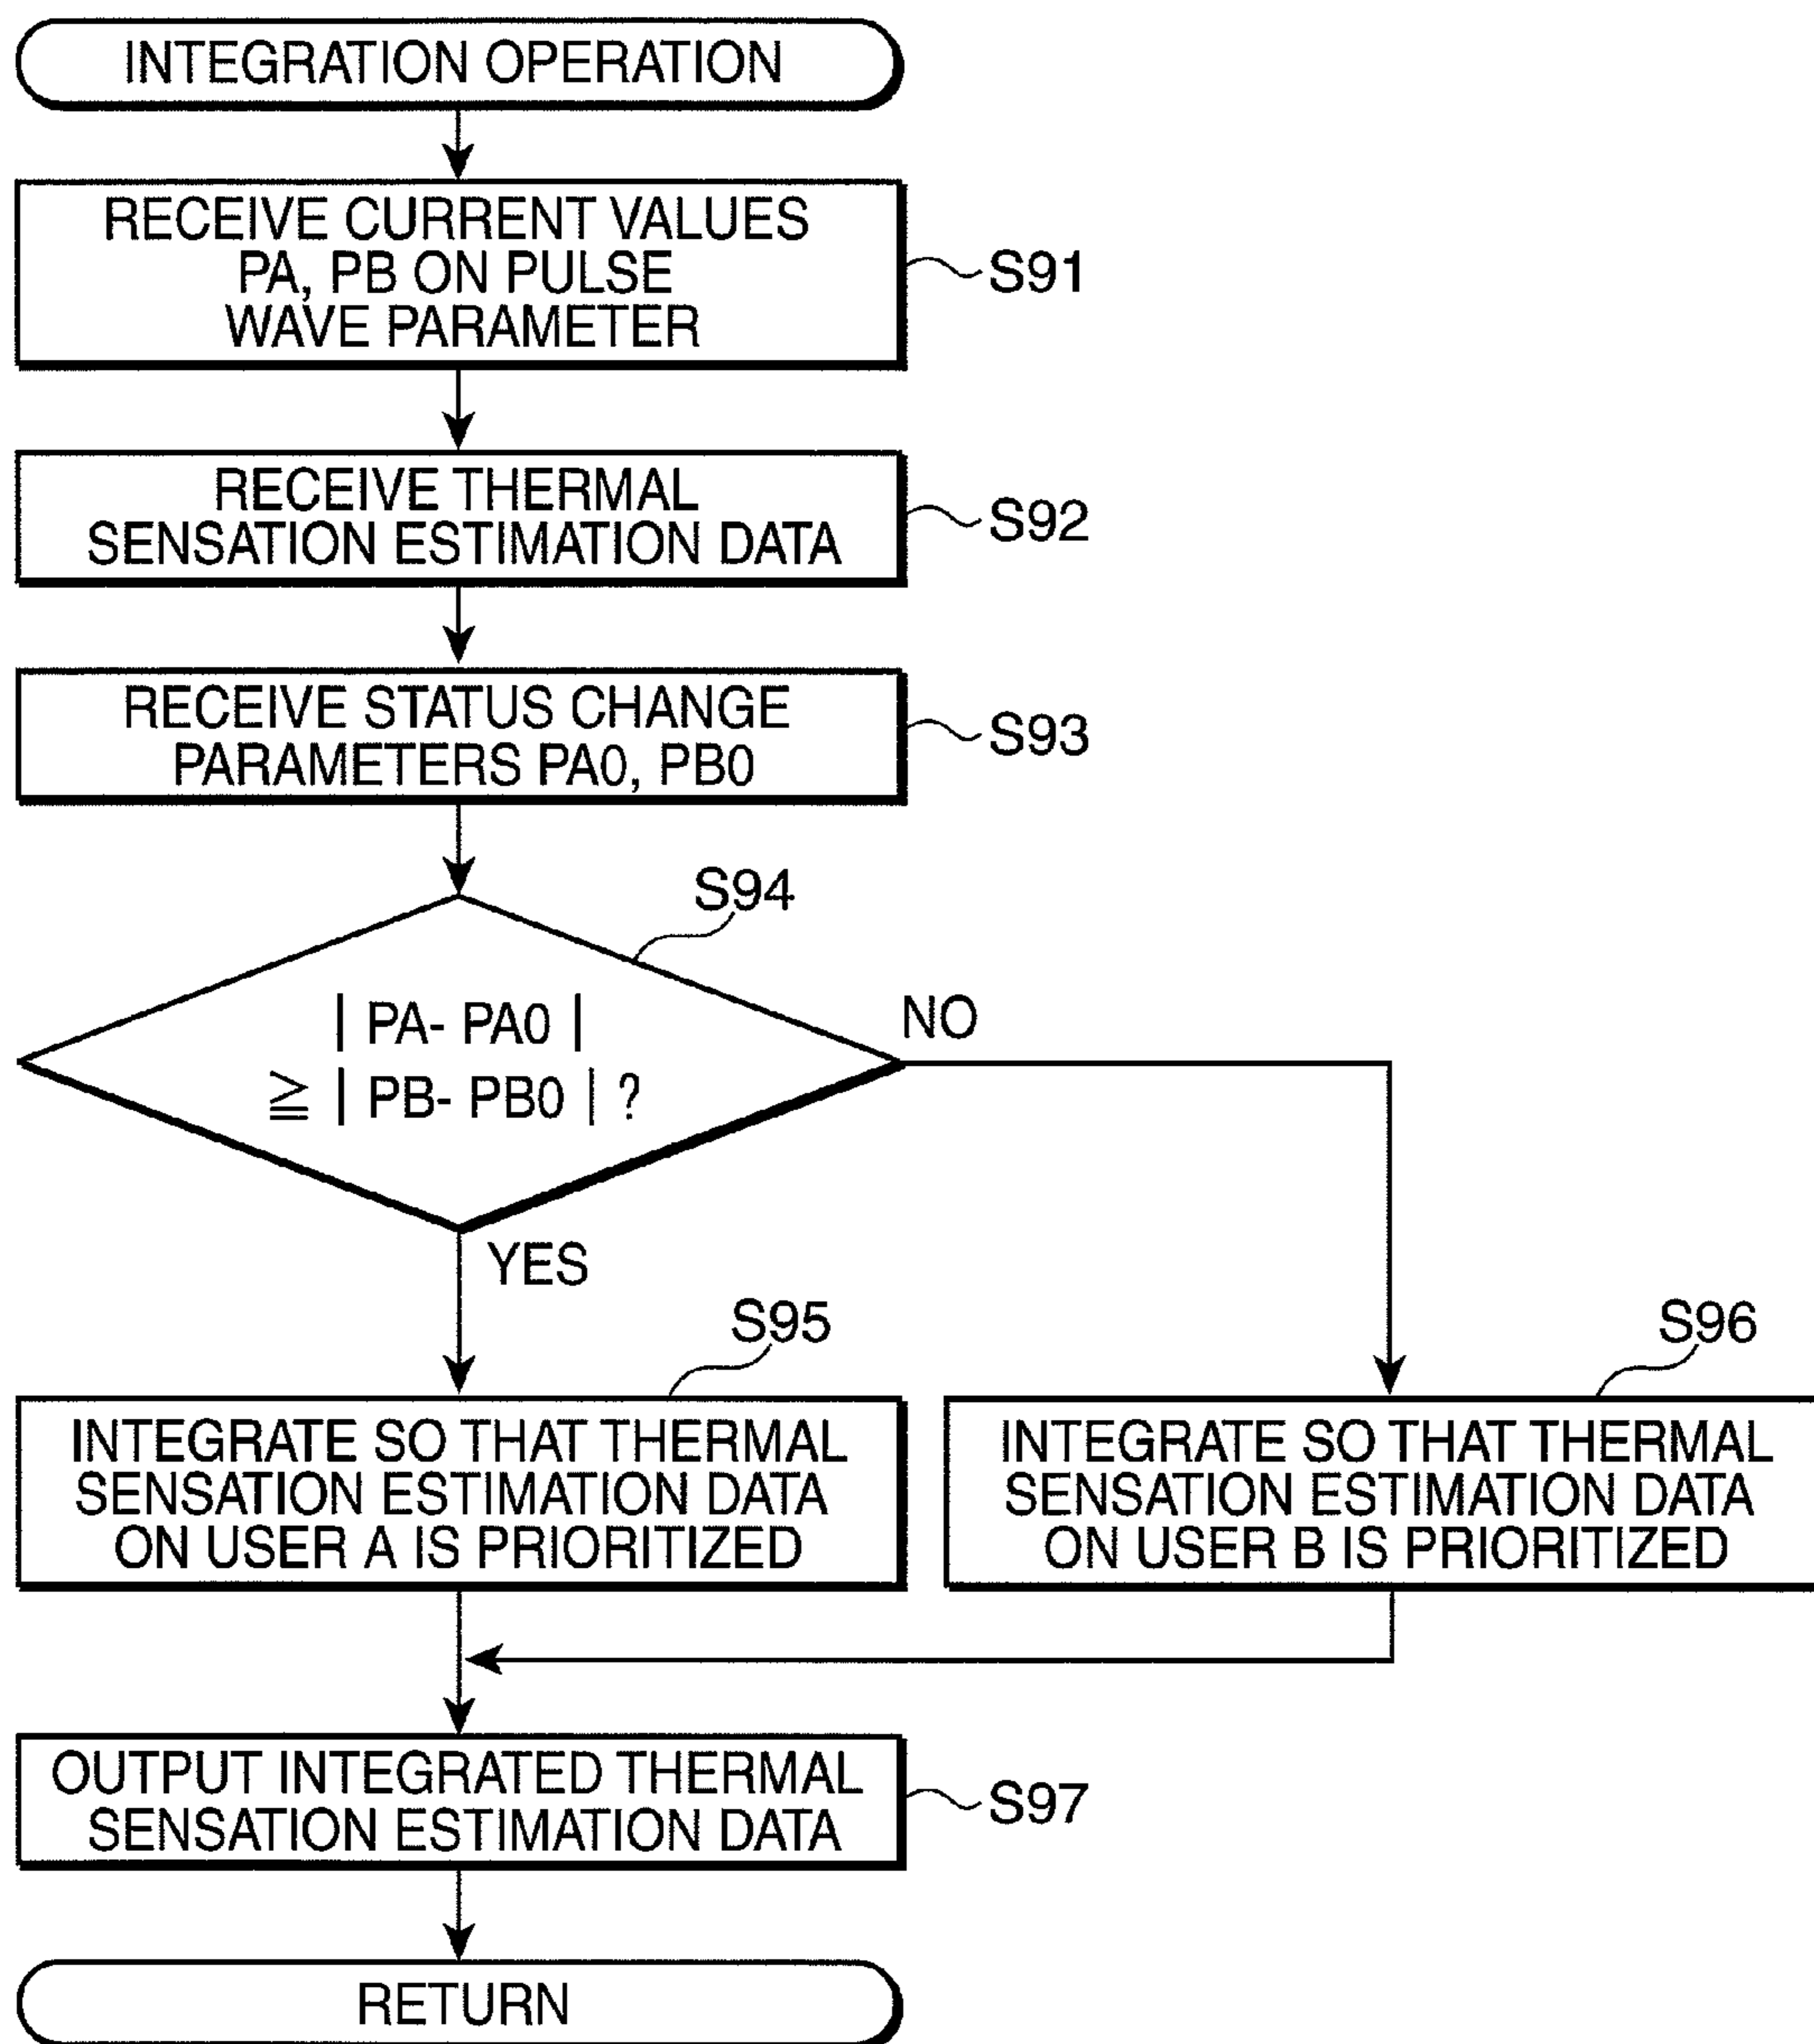 INTEGRATION OPERATION
RECEIVE CURRENT VALUES
PA, PB ON PULSE
WAVE PARAMETER
S91
RECEIVE THERMAL
SENSATION ESTIMATION DATA
S92
RECEIVE STATUS CHANGE
PARAMETERS PA0, PB0
S93
S94
| PA- PA0 |
≧ | PB- PB0 | ?
NO
YES
S95
INTEGRATE SO THAT THERMAL
SENSATION ESTIMATION DATA
ON USER A IS PRIORITIZED
S96
INTEGRATE SO THAT THERMAL
SENSATION ESTIMATION DATA
ON USER B IS PRIORITIZED
OUTPUT INTEGRATED THERMAL
SENSATION ESTIMATION DATA
S97
RETURN